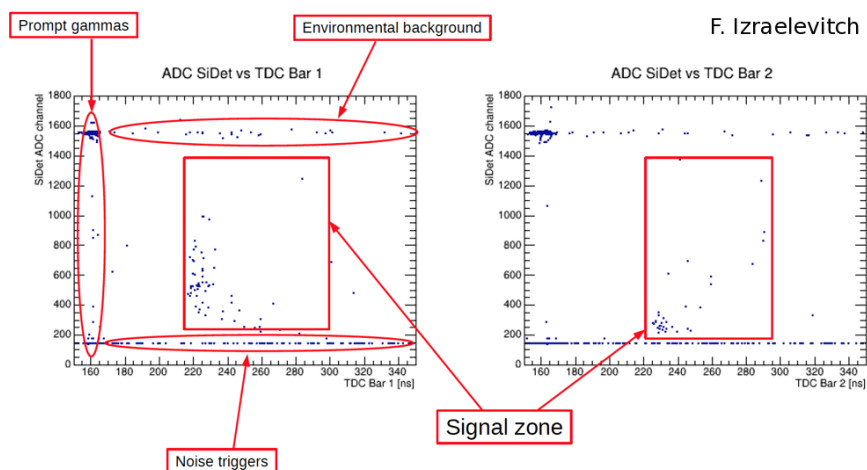 Prompt gammas
Environmental background
F. Izraelevitch
ADC SiDet vs TDC Bar 1
SiDet ADC channel
1800
1600
1400
1200
1000
800
600
400
200
0
160 180 200 220 240 260 280 300 320 340
TDC Bar 1 [ns]
ADC SiDet vs TDC Bar 2
SiDet ADC channel
1800
1600
1400
1200
1000
800
600
400
200
0
160 180 200 220 240 260 280 300 320 340
TDC Bar 2 [ns]
Signal zone
Noise triggers